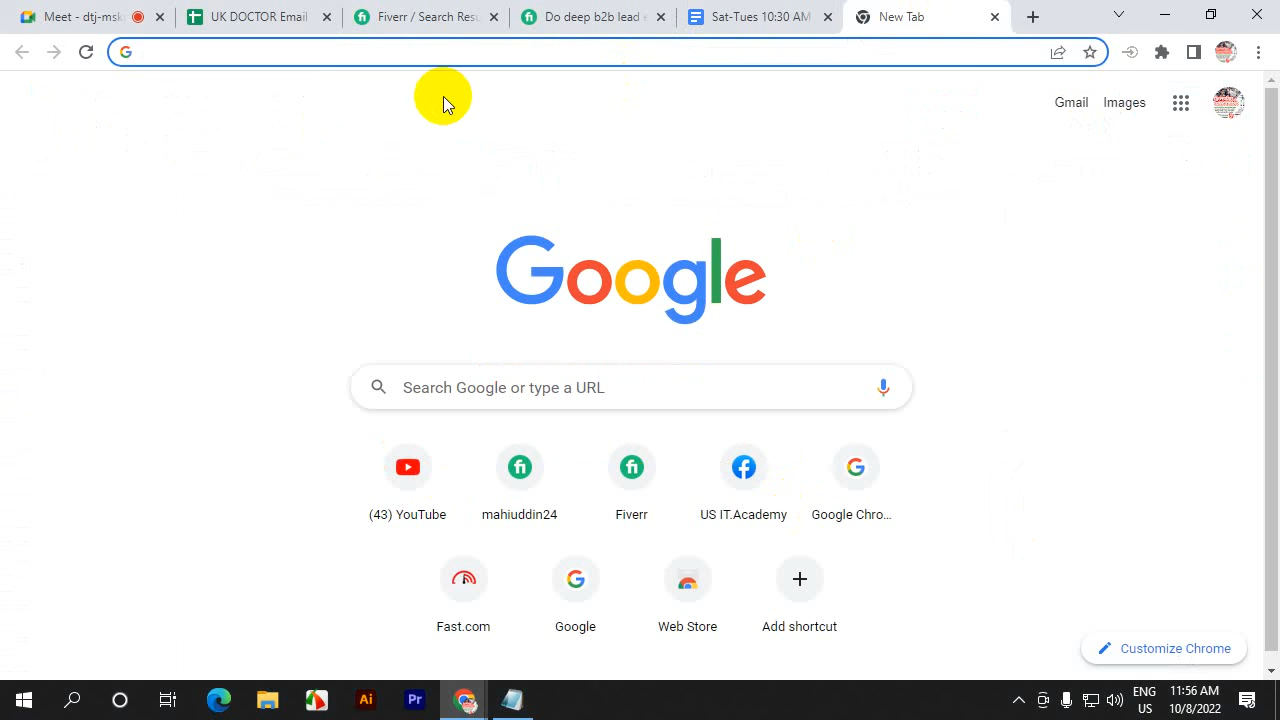 Meet - dtj-msk
UK DOCTOR Email
Fiverr / Search Resu
Do deep b2b lead
Sat-Tues 10:30 AM
New Tab
Gmail
Images
Google
Search Google or type a URL
(43) YouTube
mahiuddin24
Fiverr
US IT.Academy
Google Chro...
Fast.com
Google
Web Store
Add shortcut
Customize Chrome
Ai
Pr
ENG
US
11:56 AM
10/8/2022